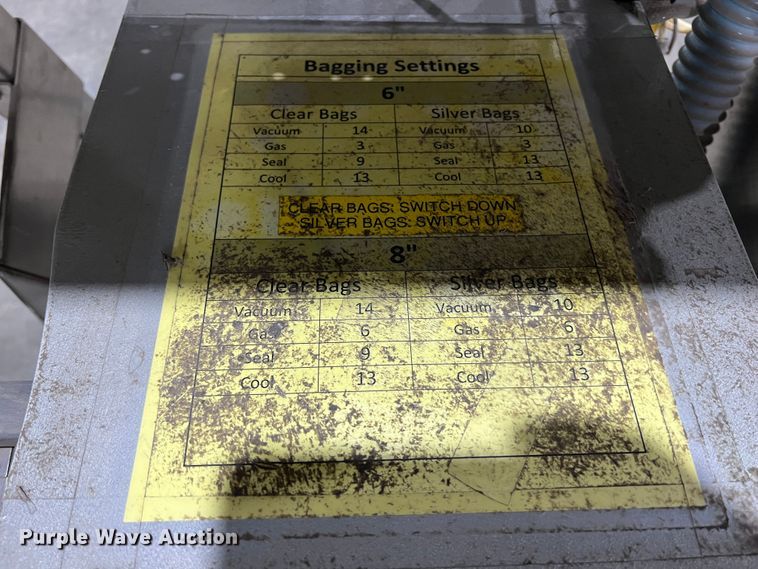 Bagging Settings
6"
Clear Bags Silver Bags
Vacuum 14 Vacuum 10
Gas 3 Gas 3
Seal 9 Seal 13
Cool 13 Cool 13
CLEAR BAGS: SWITCH DOWN
SILVER BAGS: SWITCH UP
8"
Clear Bags Silver Bags
Vacuum 14 Vacuum 10
Gas 6 Gas 6
Seal 9 Seal 13
Cool 13 Cool 13
Purple Wave Auction